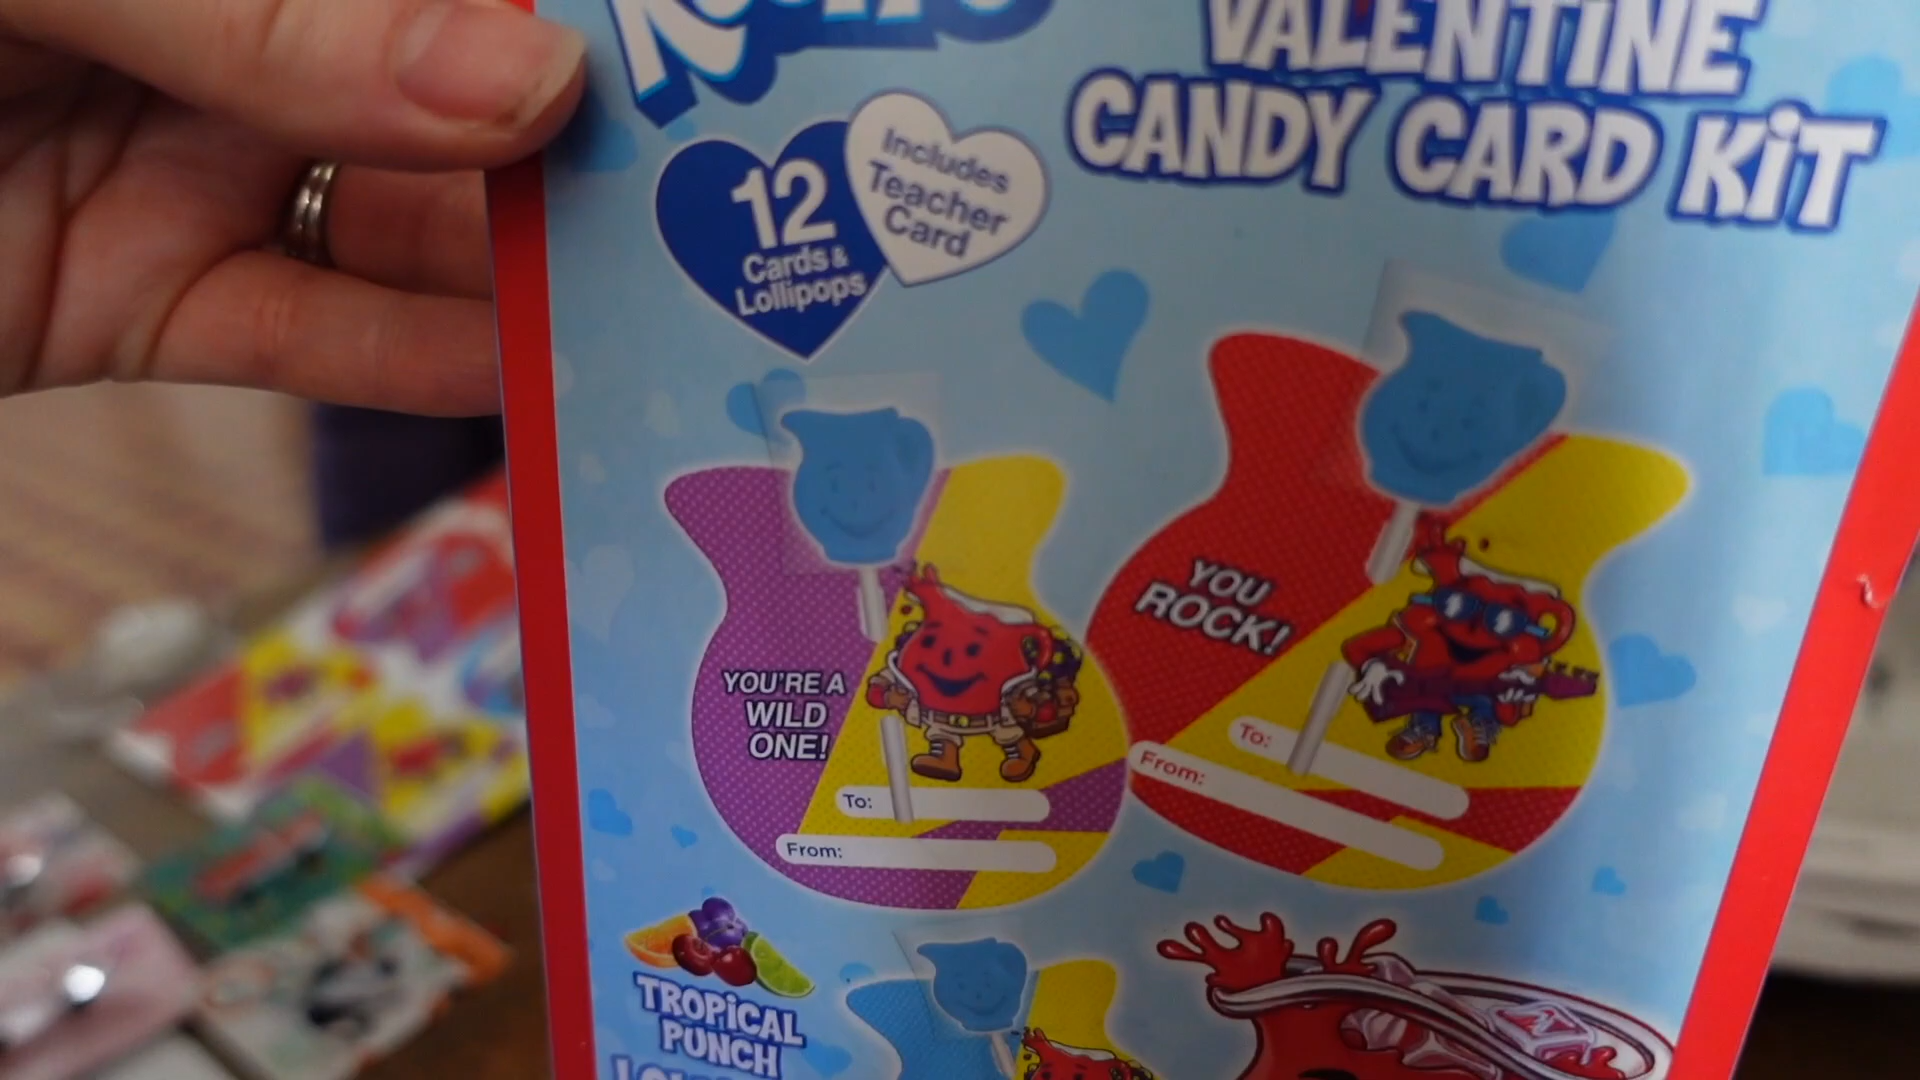 VALENTINE
CANDY CARD KiT
12
Cards &
Lollipops
Includes
Teacher
Card
YOU'RE A
WILD
ONE!
To:
From:
YOU
ROCK!
To:
From:
TROPiCAL
PUNCH